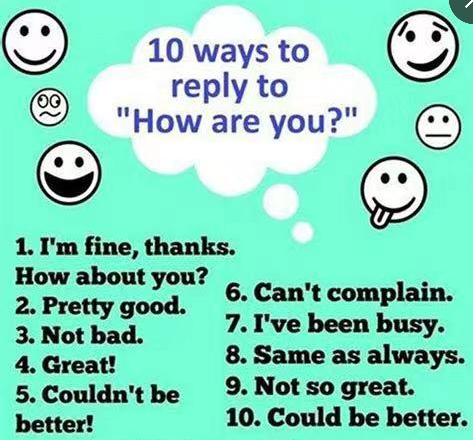 10 ways to
reply to
"How are you?"
1. I'm fine, thanks.
How about you?
2. Pretty good.
3. Not bad.
4. Great!
5. Couldn't be
better!
6. Can't complain.
7. I've been busy.
8. Same as always.
9. Not so great.
10. Could be better.